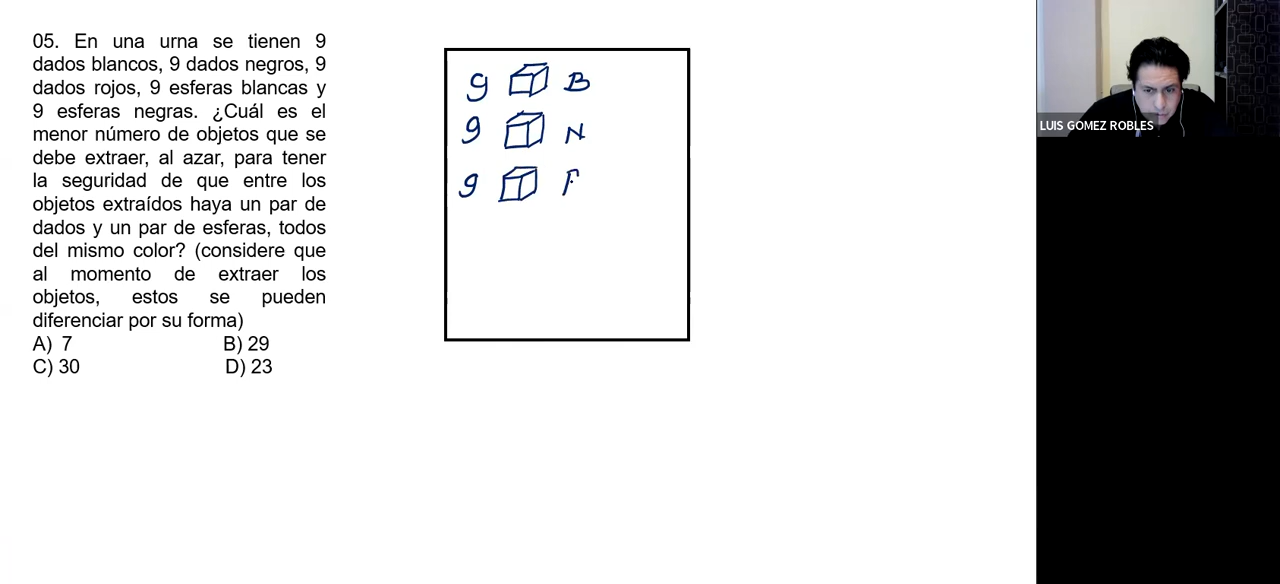 05. En una urna se tienen 9
dados blancos, 9 dados negros, 9
dados rojos, 9 esferas blancas y
9 esferas negras. ¿Cuál es el
menor número de objetos que se
debe extraer, al azar, para tener
la seguridad de que entre los
objetos extraídos haya un par de
dados y un par de esferas, todos
del mismo color? (considere que
al momento de extraer los
objetos, estos se pueden
diferenciar por su forma)
A) 7 B) 29
C) 30 D) 23
9 B
9 N
9
LUIS GOMEZ ROBLES